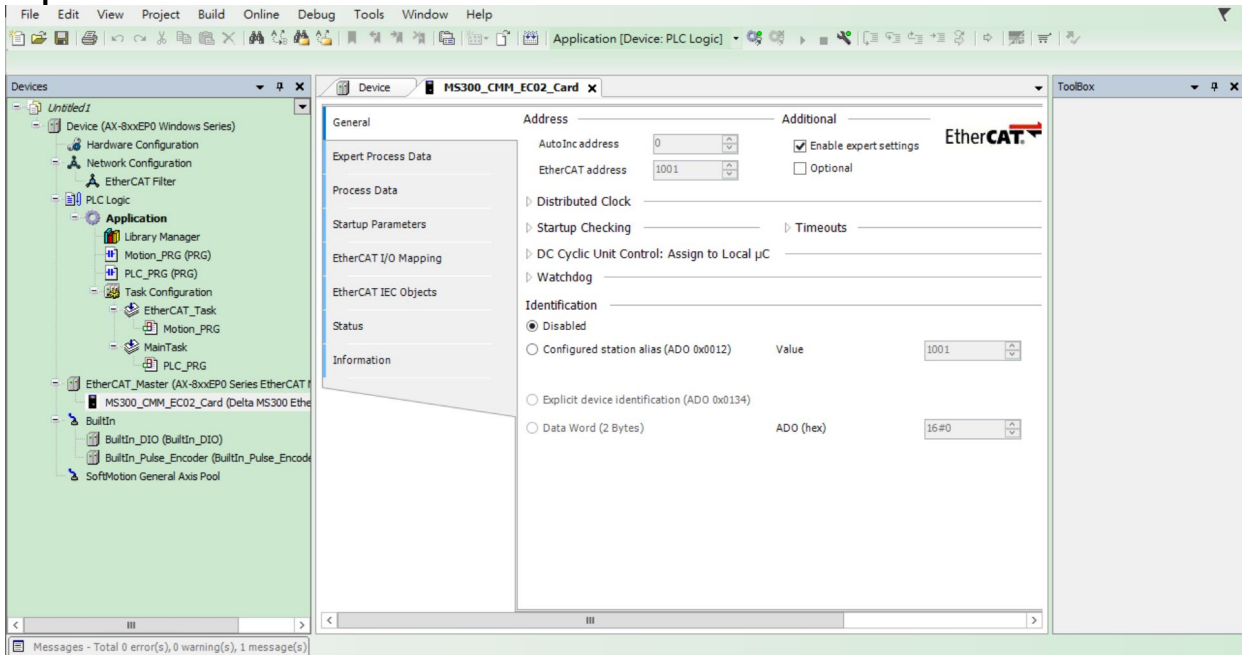 File Edit View Project Build Online Debug Tools Window Help
Application [Device: PLC Logic]
Devices
Untitled1
Device (AX-8xxEP0 Windows Series)
Hardware Configuration
Network Configuration
EtherCAT Filter
PLC Logic
Application
Library Manager
Motion_PRG (PRG)
PLC_PRG (PRG)
Task Configuration
EtherCAT_Task
Motion_PRG
MainTask
PLC_PRG
EtherCAT_Master (AX-8xxEP0 Series EtherCAT M
MS300_CMM_EC02_Card (Delta MS300 Ethe
BuiltIn
BuiltIn_DIO (BuiltIn_DIO)
BuiltIn_Pulse_Encoder (BuiltIn_Pulse_Encode
SoftMotion General Axis Pool
Device MS300_CMM_EC02_Card
General
Expert Process Data
Process Data
Startup Parameters
EtherCAT I/O Mapping
EtherCAT IEC Objects
Status
Information
Address Additional
AutoInc address 0 Enable expert settings
EtherCAT address 1001 Optional
EtherCAT.
Distributed Clock
Startup Checking Timeouts
DC Cyclic Unit Control: Assign to Local µC
Watchdog
Identification
Disabled
Configured station alias (ADO 0x0012) Value 1001
Explicit device identification (ADO 0x0134)
Data Word (2 Bytes) ADO (hex) 16#0
ToolBox
Messages - Total 0 error(s), 0 warning(s), 1 message(s)